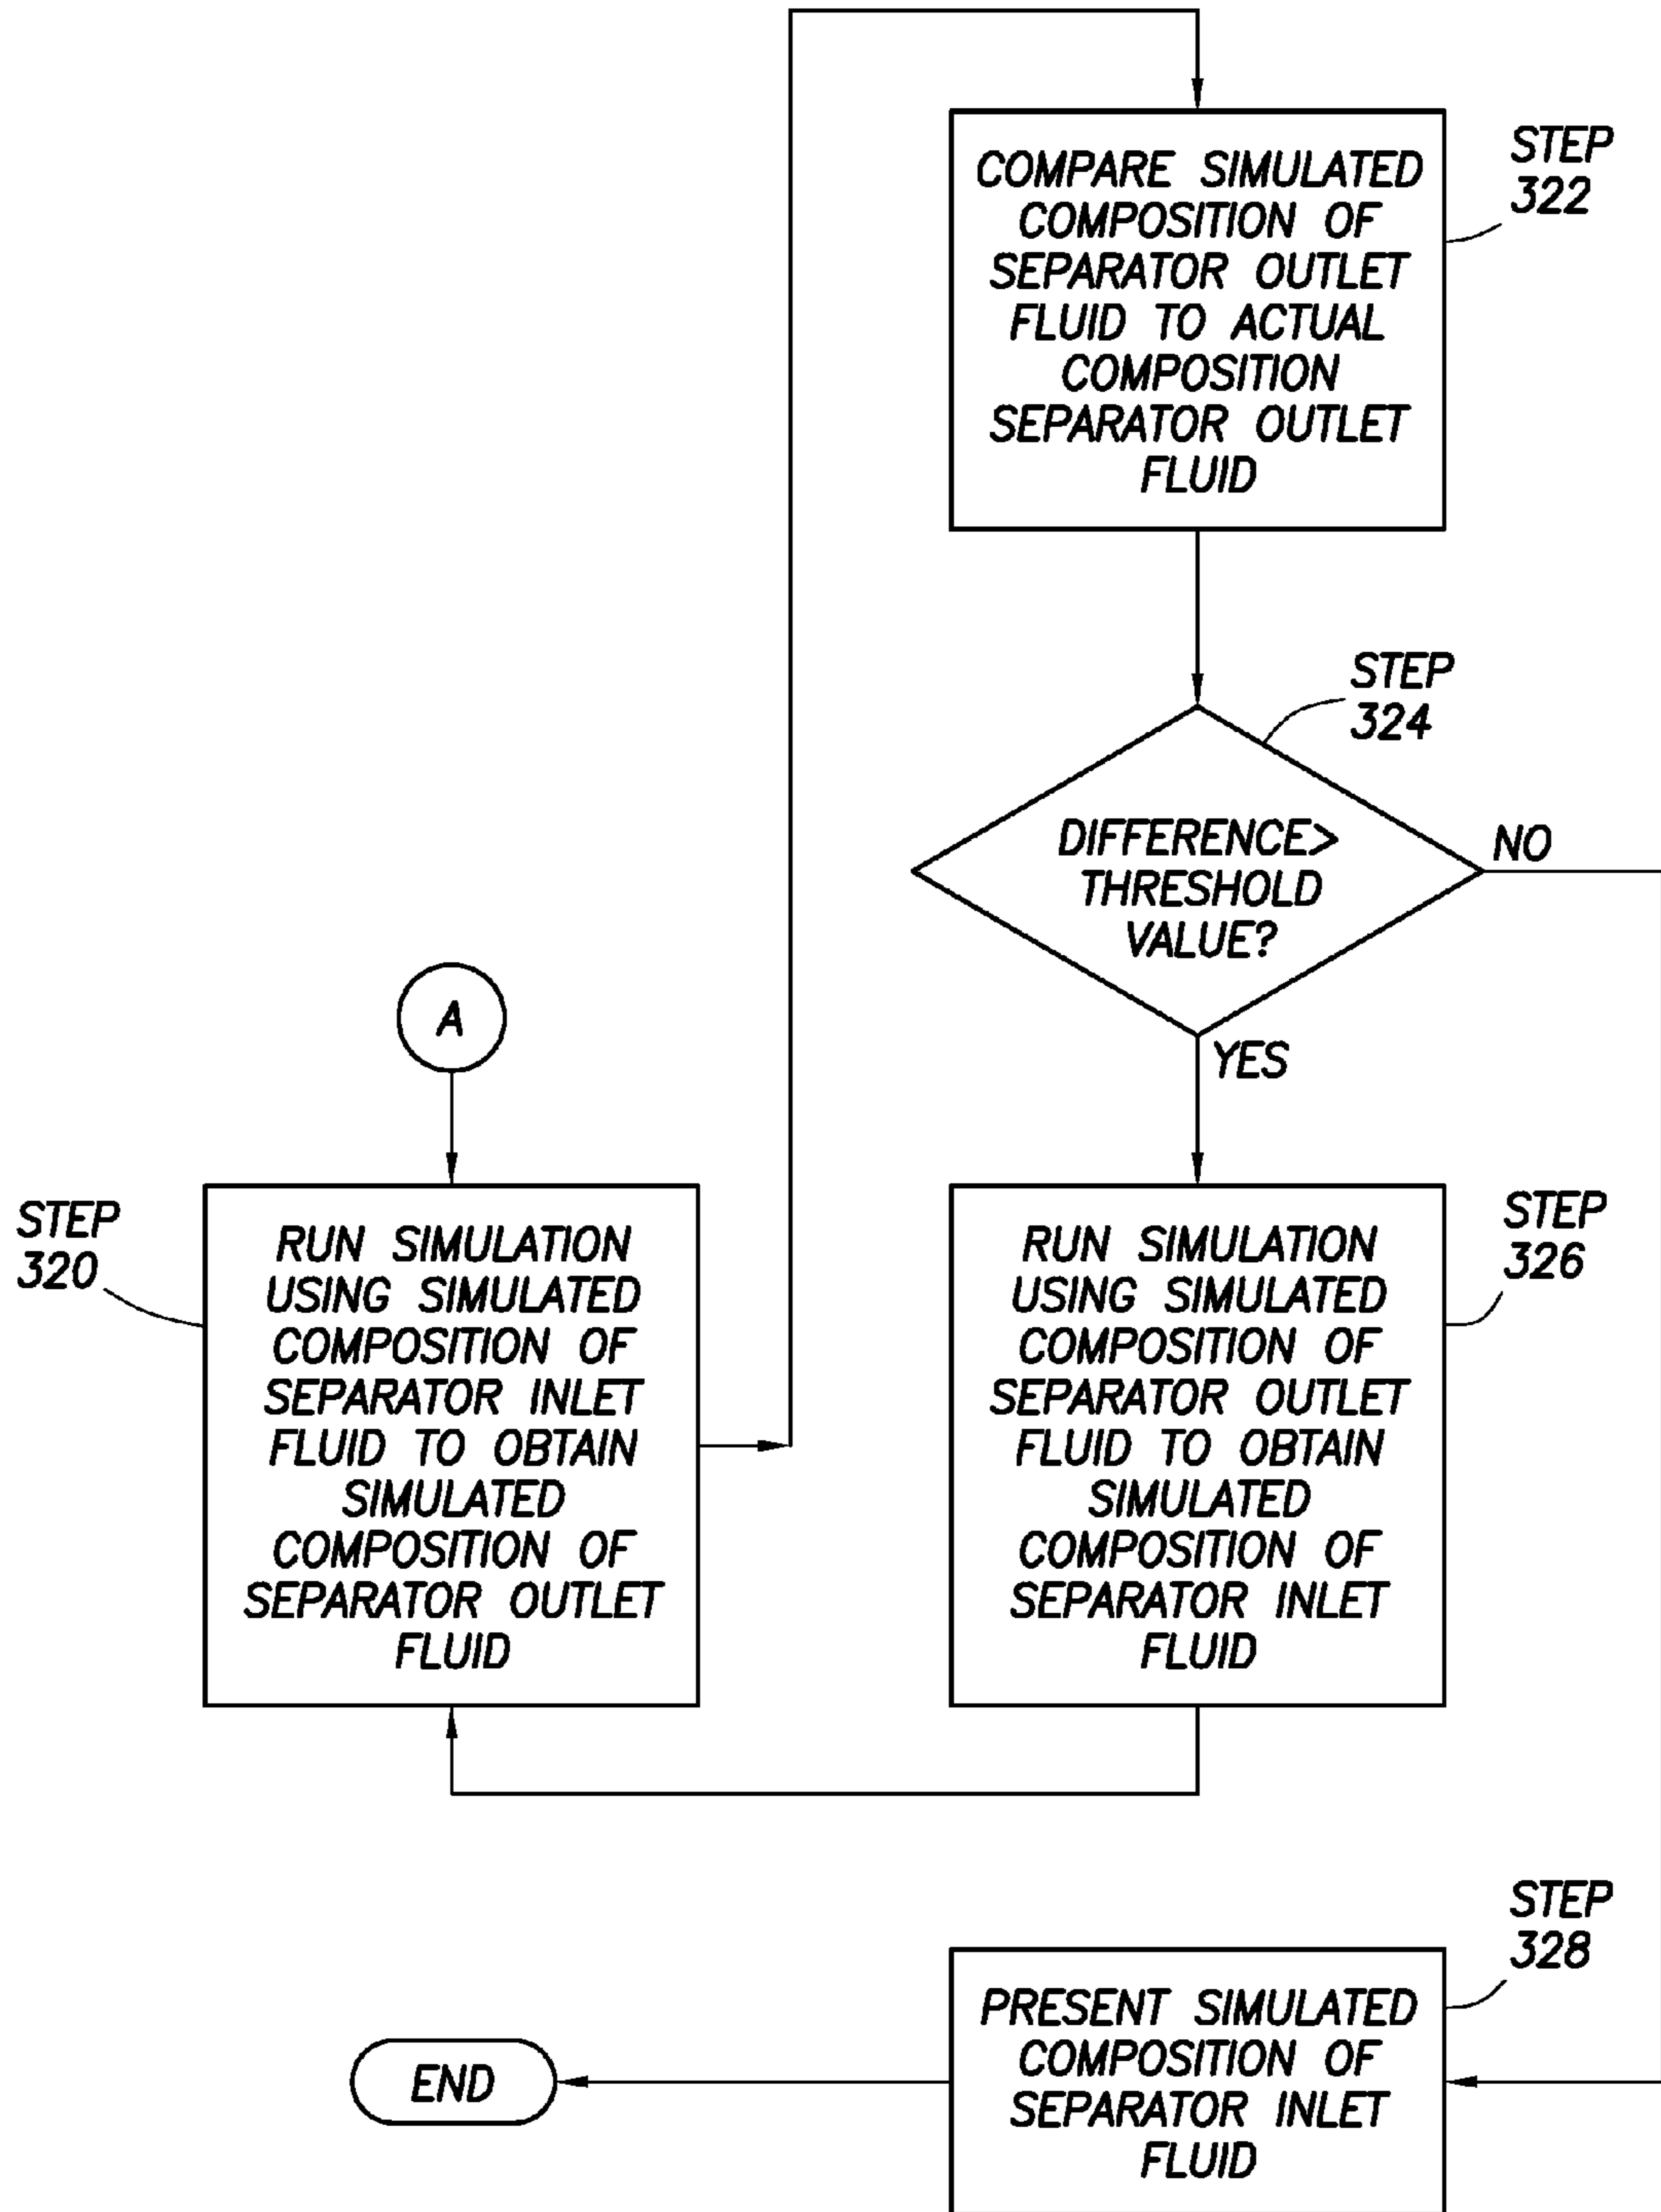 COMPARE SIMULATED
COMPOSITION OF
SEPARATOR OUTLET
FLUID TO ACTUAL
COMPOSITION
SEPARATOR OUTLET
FLUID
STEP
322
STEP
324
DIFFERENCE>
THRESHOLD
VALUE?
NO
YES
A
STEP
320
RUN SIMULATION
USING SIMULATED
COMPOSITION OF
SEPARATOR INLET
FLUID TO OBTAIN
SIMULATED
COMPOSITION OF
SEPARATOR OUTLET
FLUID
RUN SIMULATION
USING SIMULATED
COMPOSITION OF
SEPARATOR OUTLET
FLUID TO OBTAIN
SIMULATED
COMPOSITION OF
SEPARATOR INLET
FLUID
STEP
326
STEP
328
PRESENT SIMULATED
COMPOSITION OF
SEPARATOR INLET
FLUID
END